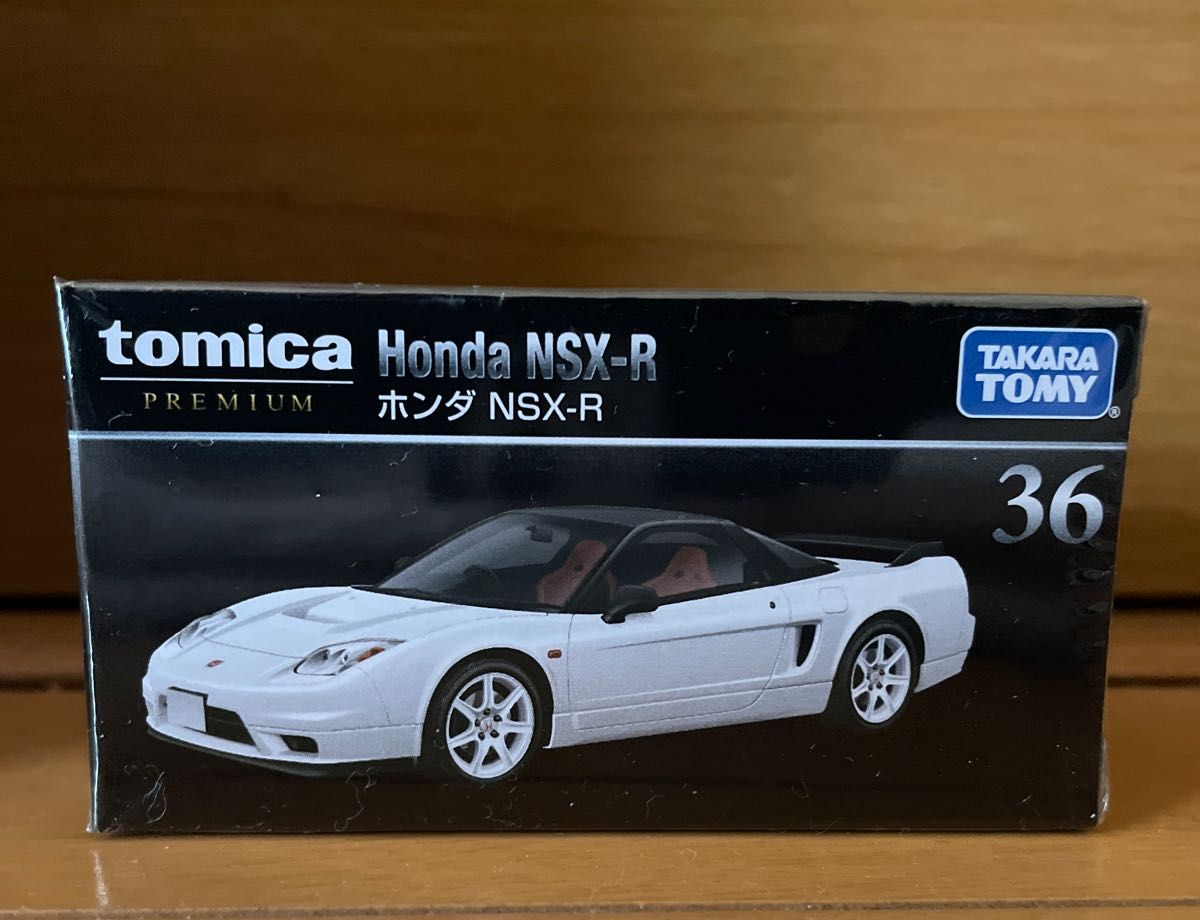 tomica
PREMIUM
Honda NSX-R
ホンダ NSX-R
TAKARA
TOMY
®
36